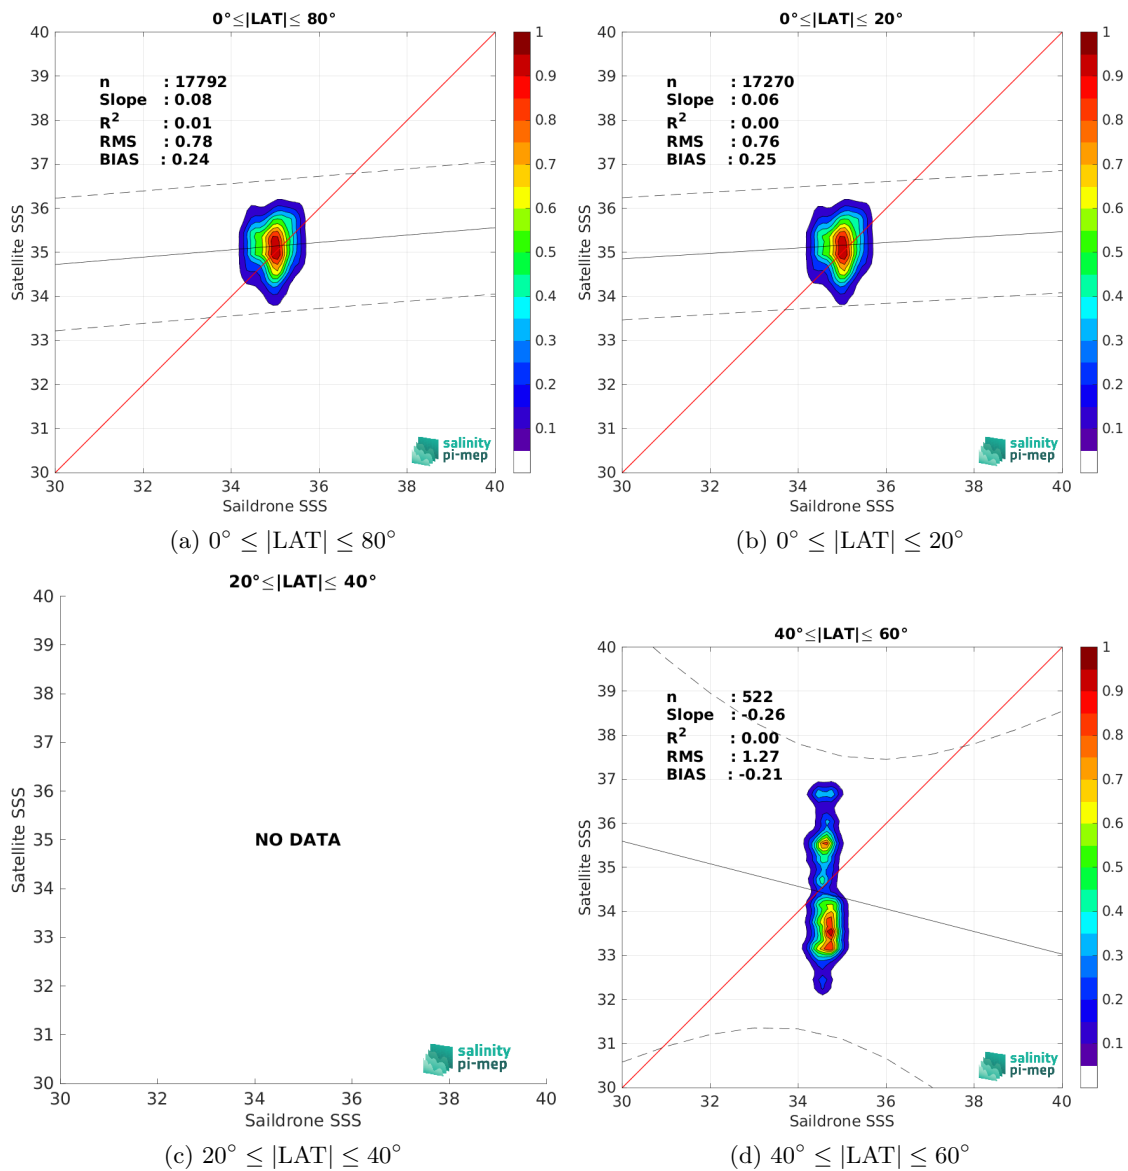 0°≤|LAT|≤ 80°
n : 17792
Slope : 0.08
R² : 0.01
RMS : 0.78
BIAS : 0.24
40
39
38
37
36
35
34
33
32
31
30
Satellite SSS
30 32 34 36 38 40
Saildrone SSS
1
0.9
0.8
0.7
0.6
0.5
0.4
0.3
0.2
0.1
salinity
pi-mep
(a) 0° ≤ |LAT| ≤ 80°
0°≤|LAT|≤ 20°
n : 17270
Slope : 0.06
R² : 0.00
RMS : 0.76
BIAS : 0.25
40
39
38
37
36
35
34
33
32
31
30
Satellite SSS
30 32 34 36 38 40
Saildrone SSS
1
0.9
0.8
0.7
0.6
0.5
0.4
0.3
0.2
0.1
salinity
pi-mep
(b) 0° ≤ |LAT| ≤ 20°
20°≤|LAT|≤ 40°
40
39
38
37
36
35
34
33
32
31
30
Satellite SSS
NO DATA
30 32 34 36 38 40
Saildrone SSS
salinity
pi-mep
(c) 20° ≤ |LAT| ≤ 40°
40°≤|LAT|≤ 60°
n : 522
Slope : -0.26
R² : 0.00
RMS : 1.27
BIAS : -0.21
40
39
38
37
36
35
34
33
32
31
30
Satellite SSS
30 32 34 36 38 40
Saildrone SSS
1
0.9
0.8
0.7
0.6
0.5
0.4
0.3
0.2
0.1
salinity
pi-mep
(d) 40° ≤ |LAT| ≤ 60°